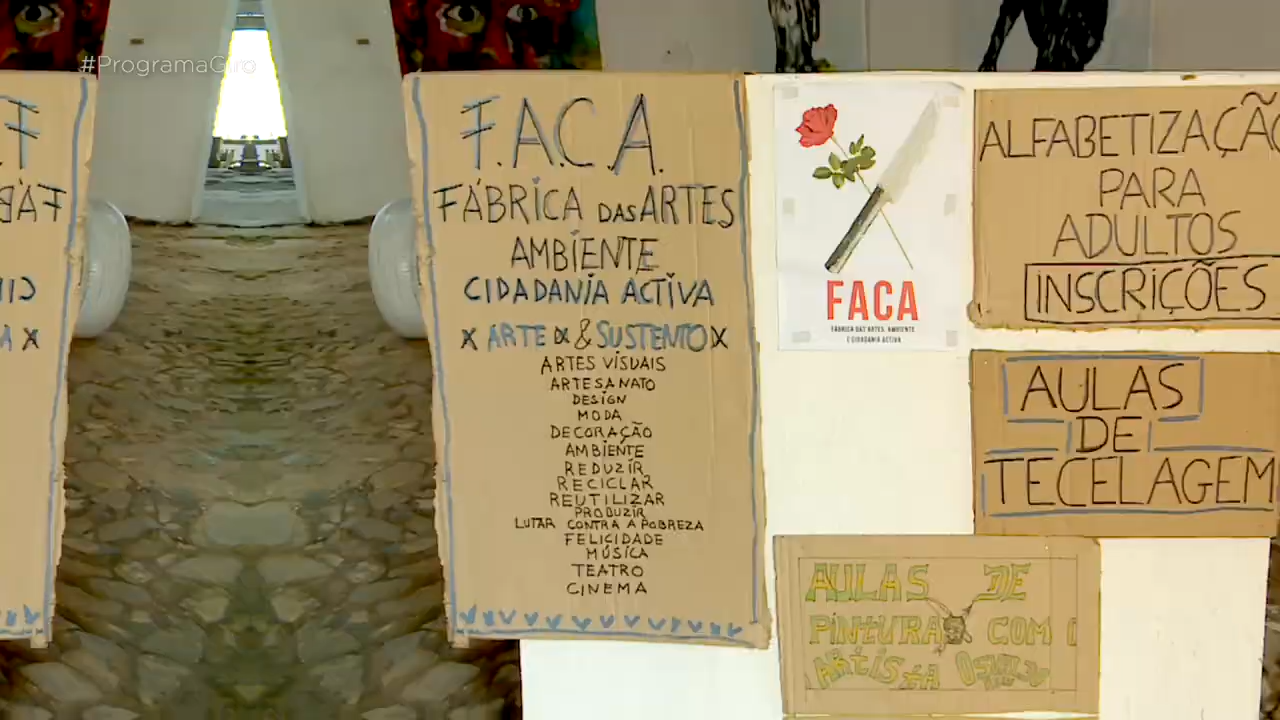 #ProgramaGiro
F.A.C.A.
FÁBRICA DAS ARTES
AMBIENTE
CIDADANIA ACTIVA
X ARTE X & SUSTENTO X
ARTES VISUAIS
ARTESANATO
DESIGN
MODA
DECORAÇÃO
AMBIENTE
REDUZIR
RECICLAR
REUTILIZAR
PRODUZIR
LUTAR CONTRA A POBREZA
FELICIDADE
MÚSICA
TEATRO
CINEMA
FACA
FÁBRICA DAS ARTES, AMBIENTE
E CIDADANIA ACTIVA
ALFABETIZAÇÃO
PARA
ADULTOS
INSCRIÇÕES
AULAS
DE
TECELAGEM
AULAS DE
PINTURA COM O
ARTISTA